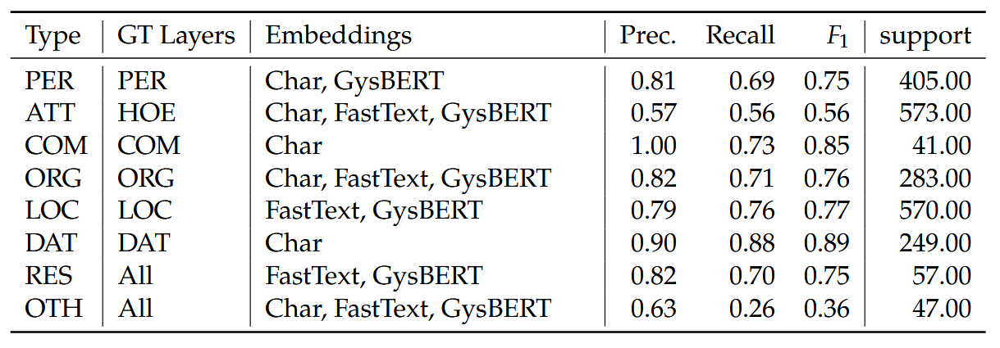 Type GT Layers Embeddings Prec. Recall F1 support
PER PER Char, GysBERT 0.81 0.69 0.75 405.00
ATT HOE Char, FastText, GysBERT 0.57 0.56 0.56 573.00
COM COM Char 1.00 0.73 0.85 41.00
ORG ORG Char, FastText, GysBERT 0.82 0.71 0.76 283.00
LOC LOC FastText, GysBERT 0.79 0.76 0.77 570.00
DAT DAT Char 0.90 0.88 0.89 249.00
RES All FastText, GysBERT 0.82 0.70 0.75 57.00
OTH All Char, FastText, GysBERT 0.63 0.26 0.36 47.00